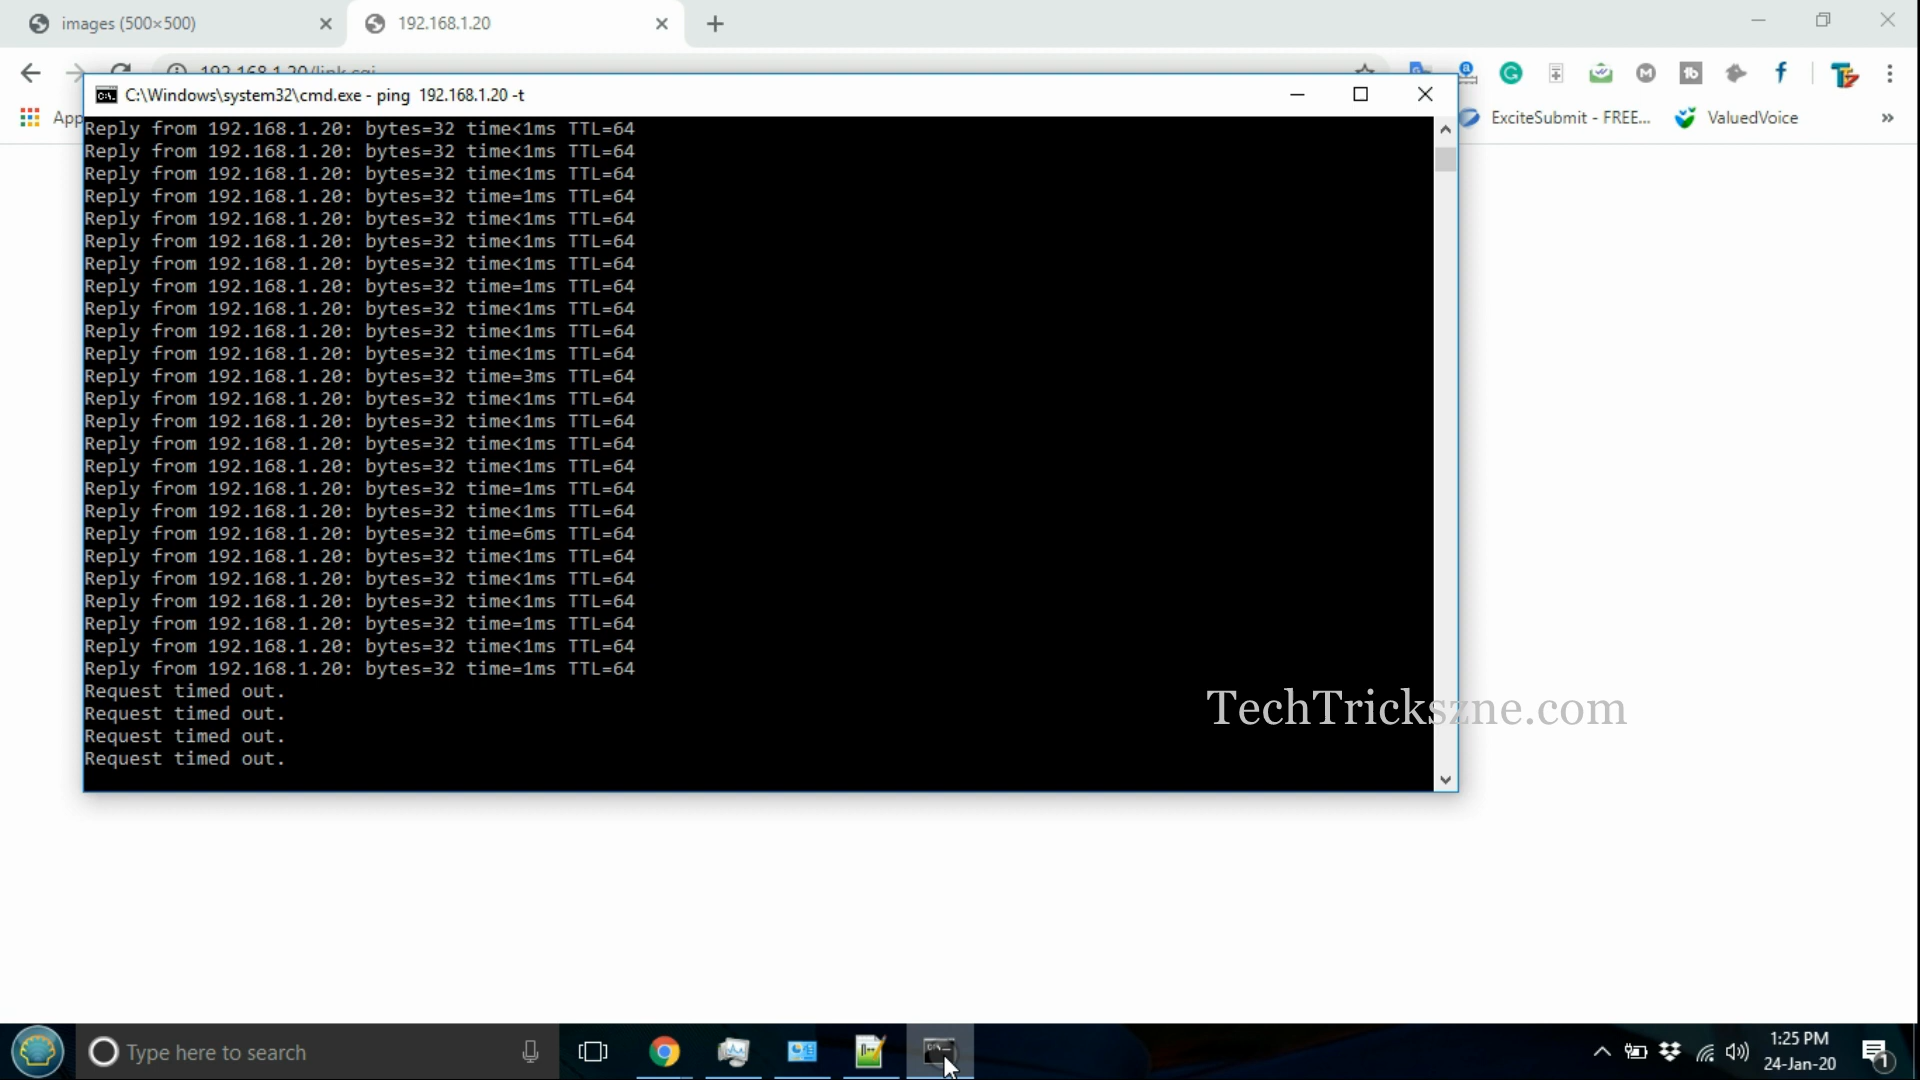 images (500×500)
192.168.1.20
192.168.1.20/link.cgi
C:\Windows\system32\cmd.exe - ping  192.168.1.20 -t
App
ExciteSubmit - FREE...
ValuedVoice
»
Reply from 192.168.1.20: bytes=32 time<1ms TTL=64
Reply from 192.168.1.20: bytes=32 time<1ms TTL=64
Reply from 192.168.1.20: bytes=32 time<1ms TTL=64
Reply from 192.168.1.20: bytes=32 time=1ms TTL=64
Reply from 192.168.1.20: bytes=32 time<1ms TTL=64
Reply from 192.168.1.20: bytes=32 time<1ms TTL=64
Reply from 192.168.1.20: bytes=32 time<1ms TTL=64
Reply from 192.168.1.20: bytes=32 time=1ms TTL=64
Reply from 192.168.1.20: bytes=32 time<1ms TTL=64
Reply from 192.168.1.20: bytes=32 time<1ms TTL=64
Reply from 192.168.1.20: bytes=32 time<1ms TTL=64
Reply from 192.168.1.20: bytes=32 time=3ms TTL=64
Reply from 192.168.1.20: bytes=32 time<1ms TTL=64
Reply from 192.168.1.20: bytes=32 time<1ms TTL=64
Reply from 192.168.1.20: bytes=32 time<1ms TTL=64
Reply from 192.168.1.20: bytes=32 time<1ms TTL=64
Reply from 192.168.1.20: bytes=32 time=1ms TTL=64
Reply from 192.168.1.20: bytes=32 time<1ms TTL=64
Reply from 192.168.1.20: bytes=32 time=6ms TTL=64
Reply from 192.168.1.20: bytes=32 time<1ms TTL=64
Reply from 192.168.1.20: bytes=32 time<1ms TTL=64
Reply from 192.168.1.20: bytes=32 time<1ms TTL=64
Reply from 192.168.1.20: bytes=32 time=1ms TTL=64
Reply from 192.168.1.20: bytes=32 time<1ms TTL=64
Reply from 192.168.1.20: bytes=32 time=1ms TTL=64
Request timed out.
Request timed out.
Request timed out.
Request timed out.
TechTrickszne.com
Type here to search
1:25 PM
24-Jan-20
1